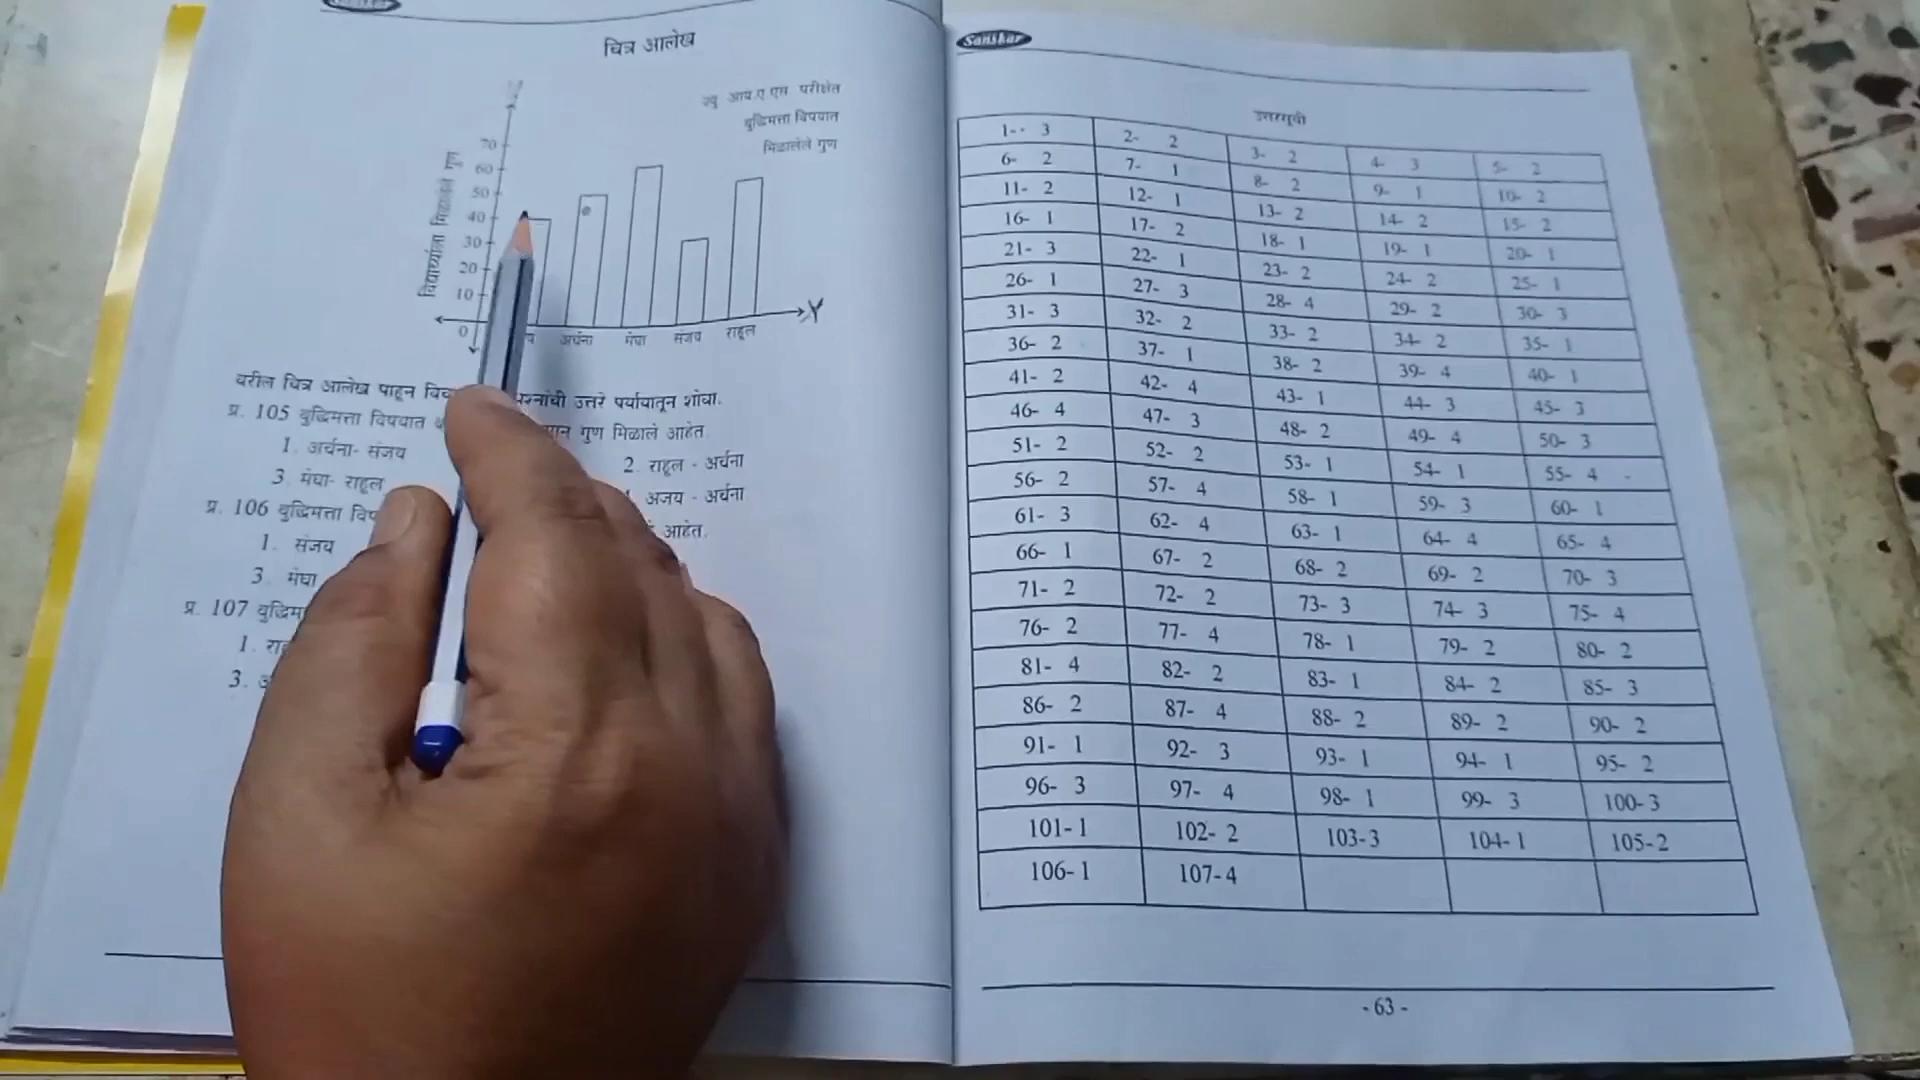 चित्र आलेख
आय.ए.एम परीक्षेत
बुद्धिमत्ता विषयात
मिळालेले गुण
विद्यार्थ्यांना मिळालेले गुण
70
60
50
40
30
20
10
0
Y
अर्चना मेघा संजय राहूल
वरील चित्र आलेख पाहून उत्तरे पर्यायातून शोधा.
प्र. 105 बुद्धिमत्ता विषयात गुण मिळाले आहेत.
1. अर्चना- संजय 2. राहूल - अर्चना
3. मेघा- राहूल अजय - अर्चना
प्र. 106 बुद्धिमत्ता आहेत.
1. संजय
3. मेघा
प्र. 107
1.
3.
Sanskar
उत्तरसूची
1-- 3 2- 2 3- 2 4- 3 5- 2
6- 2 7- 1 8- 2 9- 1 10- 2
11- 2 12- 1 13- 2 14- 2 15- 2
16- 1 17- 2 18- 1 19- 1 20- 1
21- 3 22- 1 23- 2 24- 2 25- 1
26- 1 27- 3 28- 4 29- 2 30- 3
31- 3 32- 2 33- 2 34- 2 35- 1
36- 2 37- 1 38- 2 39- 4 40- 1
41- 2 42- 4 43- 1 44- 3 45- 3
46- 4 47- 3 48- 2 49- 4 50- 3
51- 2 52- 2 53- 1 54- 1 55- 4
56- 2 57- 4 58- 1 59- 3 60- 1
61- 3 62- 4 63- 1 64- 4 65- 4
66- 1 67- 2 68- 2 69- 2 70- 3
71- 2 72- 2 73- 3 74- 3 75- 4
76- 2 77- 4 78- 1 79- 2 80- 2
81- 4 82- 2 83- 1 84- 2 85- 3
86- 2 87- 4 88- 2 89- 2 90- 2
91- 1 92- 3 93- 1 94- 1 95- 2
96- 3 97- 4 98- 1 99- 3 100-3
101-1 102- 2 103-3 104-1 105-2
106-1 107-4
- 63 -